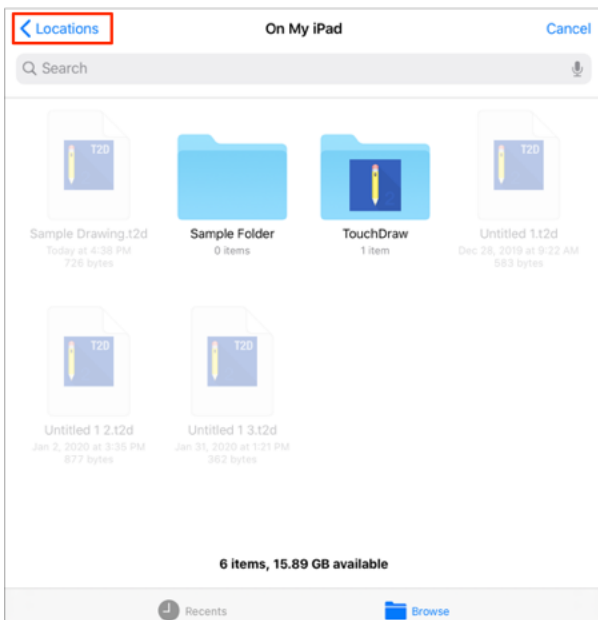 Locations
On My iPad
Cancel
Search
T2D
T2D
Sample Drawing.t2d
Sample Folder
TouchDraw
Untitled 1.t2d
Today at 4:38 PM
0 items
1 item
Dec 28, 2019 at 9:22 AM
726 bytes
583 bytes
T2D
T2D
Untitled 1 2.t2d
Untitled 1 3.t2d
Jan 2, 2020 at 3:35 PM
Jan 31, 2020 at 1:21 PM
877 bytes
362 bytes
6 items, 15.89 GB available
Recents
Browse